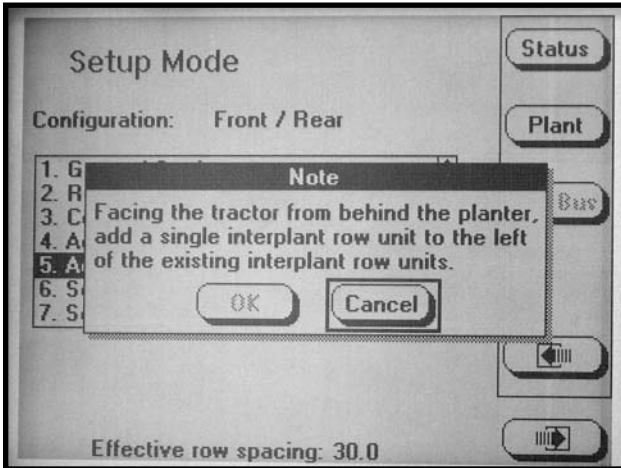 Setup Mode
Status
Configuration: Front / Rear
Plant
Note
1. G
2. R
Bus
3. C
4. A
5. A
6. S
7. S
Facing the tractor from behind the planter,
add a single interplant row unit to the left
of the existing interplant row units.
OK
Cancel
Effective row spacing: 30.0